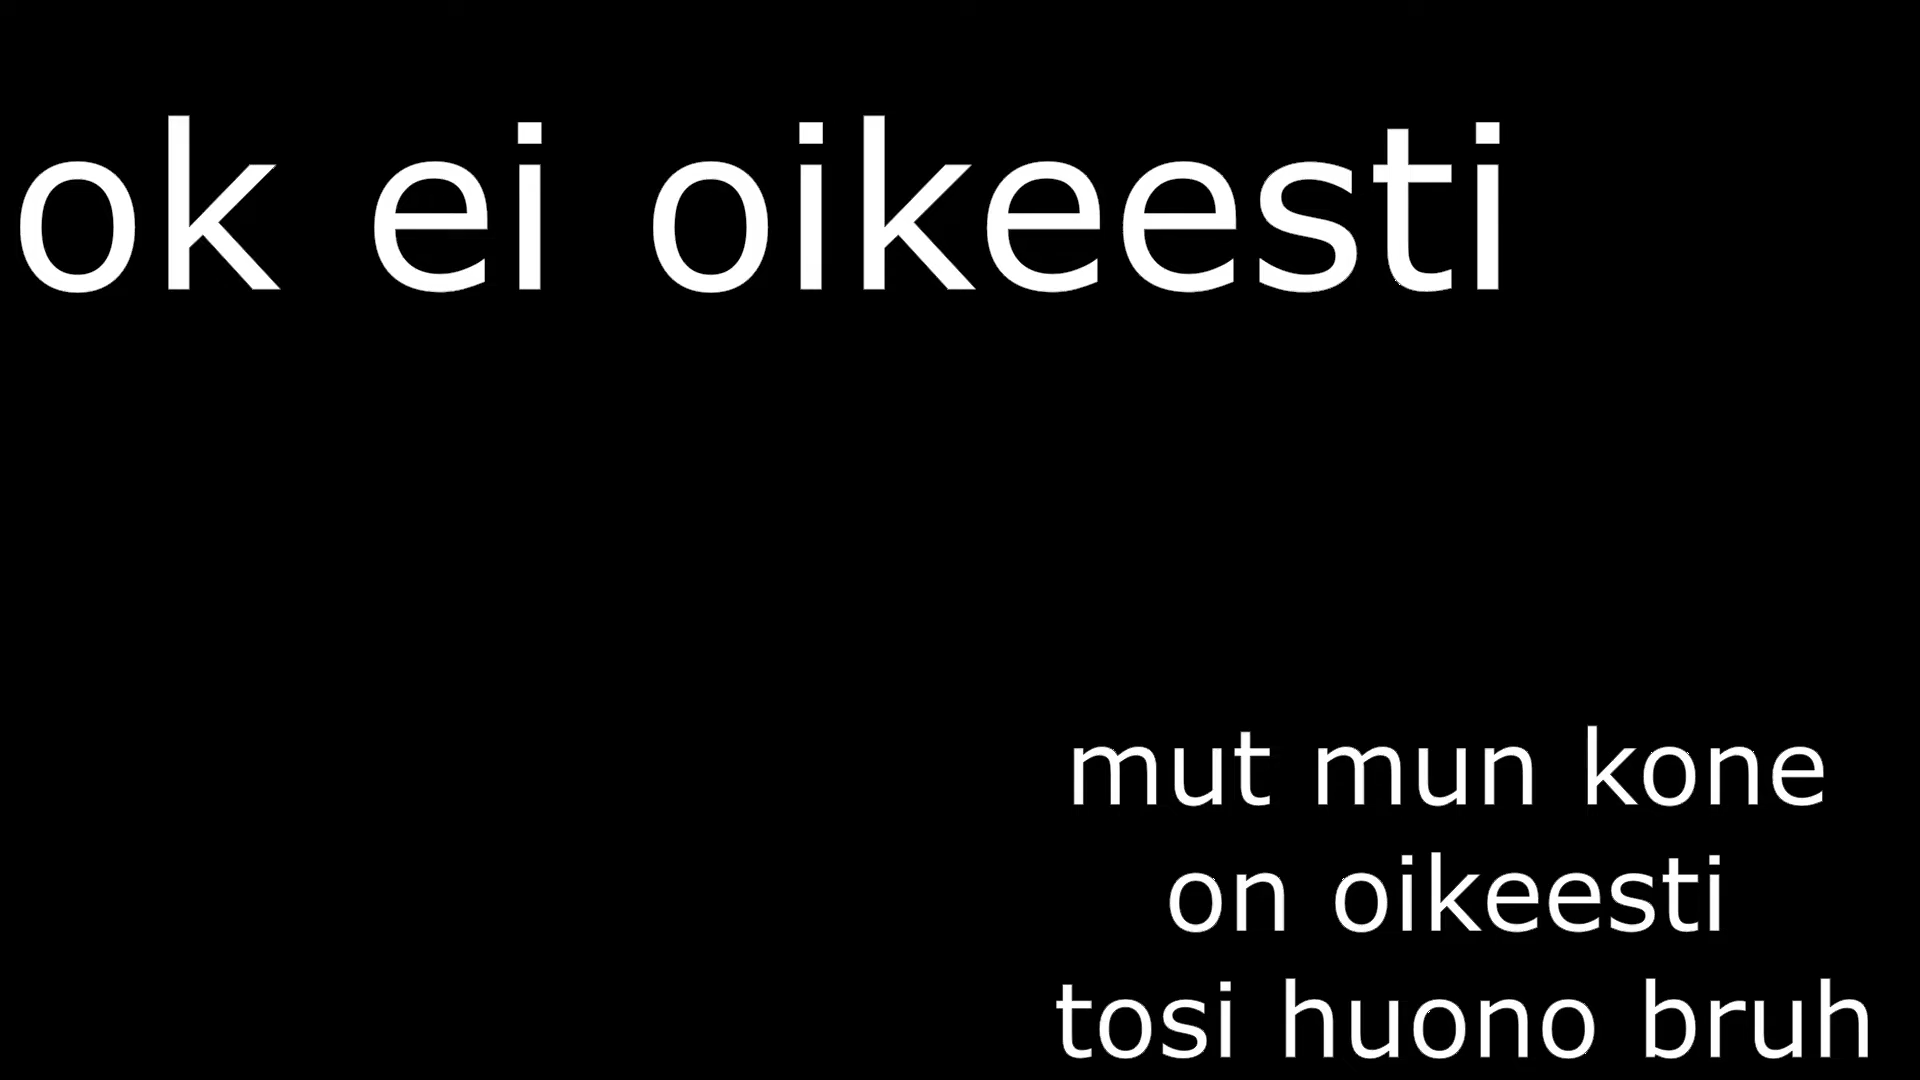 ok ei oikeesti
mut mun kone
on oikeesti
tosi huono bruh